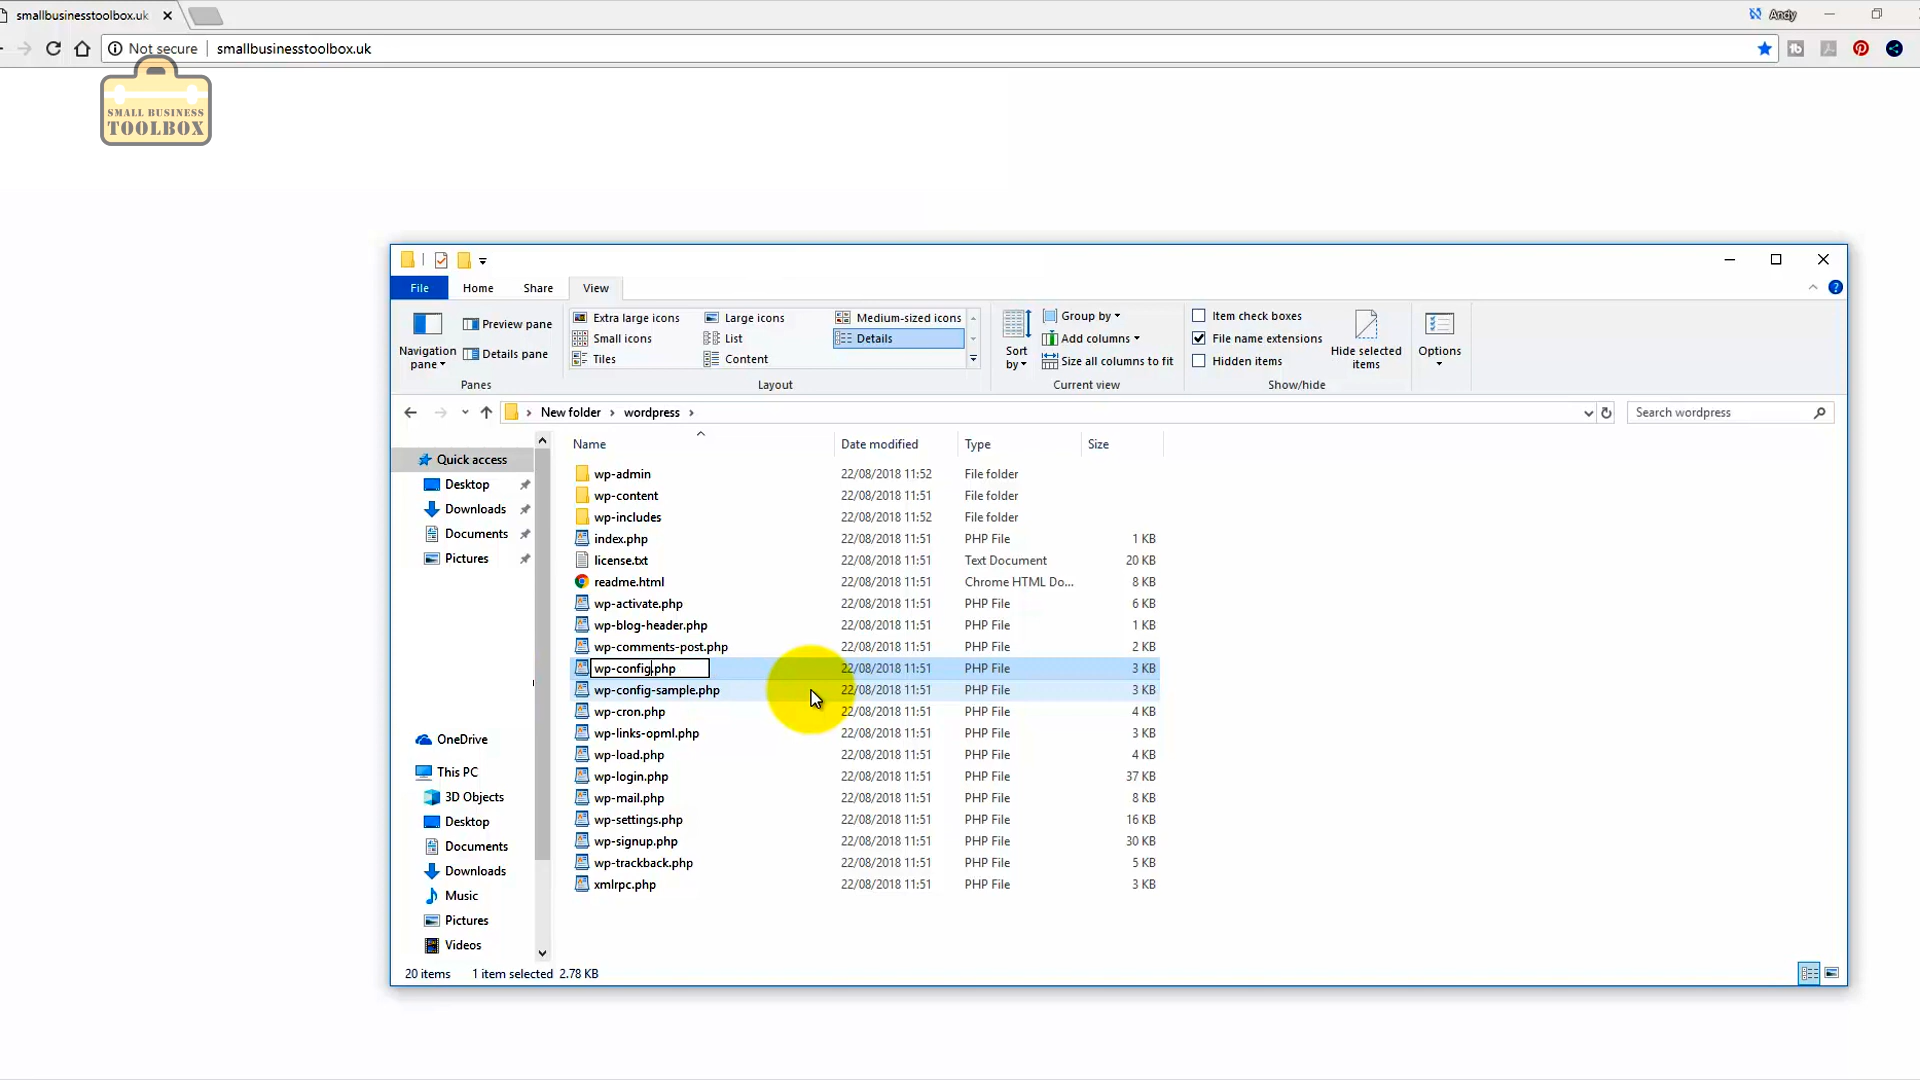 smallbusinesstoolbox.uk
Andy
Not secure smallbusinesstoolbox.uk
SMALL BUSINESS
TOOLBOX
File Home Share View
Navigation pane
Preview pane
Details pane
Panes
Extra large icons Large icons Medium-sized icons
Small icons List Details
Tiles Content
Layout
Sort by
Group by
Add columns
Size all columns to fit
Current view
Item check boxes
File name extensions
Hidden items
Hide selected items
Show/hide
Options
New folder wordpress
Search wordpress
Quick access
Desktop
Downloads
Documents
Pictures
OneDrive
This PC
3D Objects
Desktop
Documents
Downloads
Music
Pictures
Videos
Name Date modified Type Size
wp-admin 22/08/2018 11:52 File folder
wp-content 22/08/2018 11:51 File folder
wp-includes 22/08/2018 11:52 File folder
index.php 22/08/2018 11:51 PHP File 1 KB
license.txt 22/08/2018 11:51 Text Document 20 KB
readme.html 22/08/2018 11:51 Chrome HTML Do... 8 KB
wp-activate.php 22/08/2018 11:51 PHP File 6 KB
wp-blog-header.php 22/08/2018 11:51 PHP File 1 KB
wp-comments-post.php 22/08/2018 11:51 PHP File 2 KB
wp-config.php 22/08/2018 11:51 PHP File 3 KB
wp-config-sample.php 22/08/2018 11:51 PHP File 3 KB
wp-cron.php 22/08/2018 11:51 PHP File 4 KB
wp-links-opml.php 22/08/2018 11:51 PHP File 3 KB
wp-load.php 22/08/2018 11:51 PHP File 4 KB
wp-login.php 22/08/2018 11:51 PHP File 37 KB
wp-mail.php 22/08/2018 11:51 PHP File 8 KB
wp-settings.php 22/08/2018 11:51 PHP File 16 KB
wp-signup.php 22/08/2018 11:51 PHP File 30 KB
wp-trackback.php 22/08/2018 11:51 PHP File 5 KB
xmlrpc.php 22/08/2018 11:51 PHP File 3 KB
20 items 1 item selected 2.78 KB